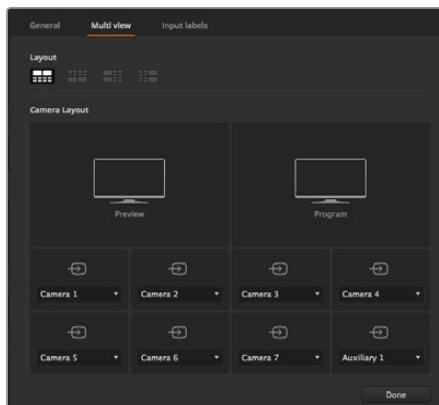 General Multi view Input labels
Layout
Camera Layout
Preview Program
Camera 1 Camera 2 Camera 3 Camera 4
Camera 5 Camera 6 Camera 7 Auxiliary 1
Done